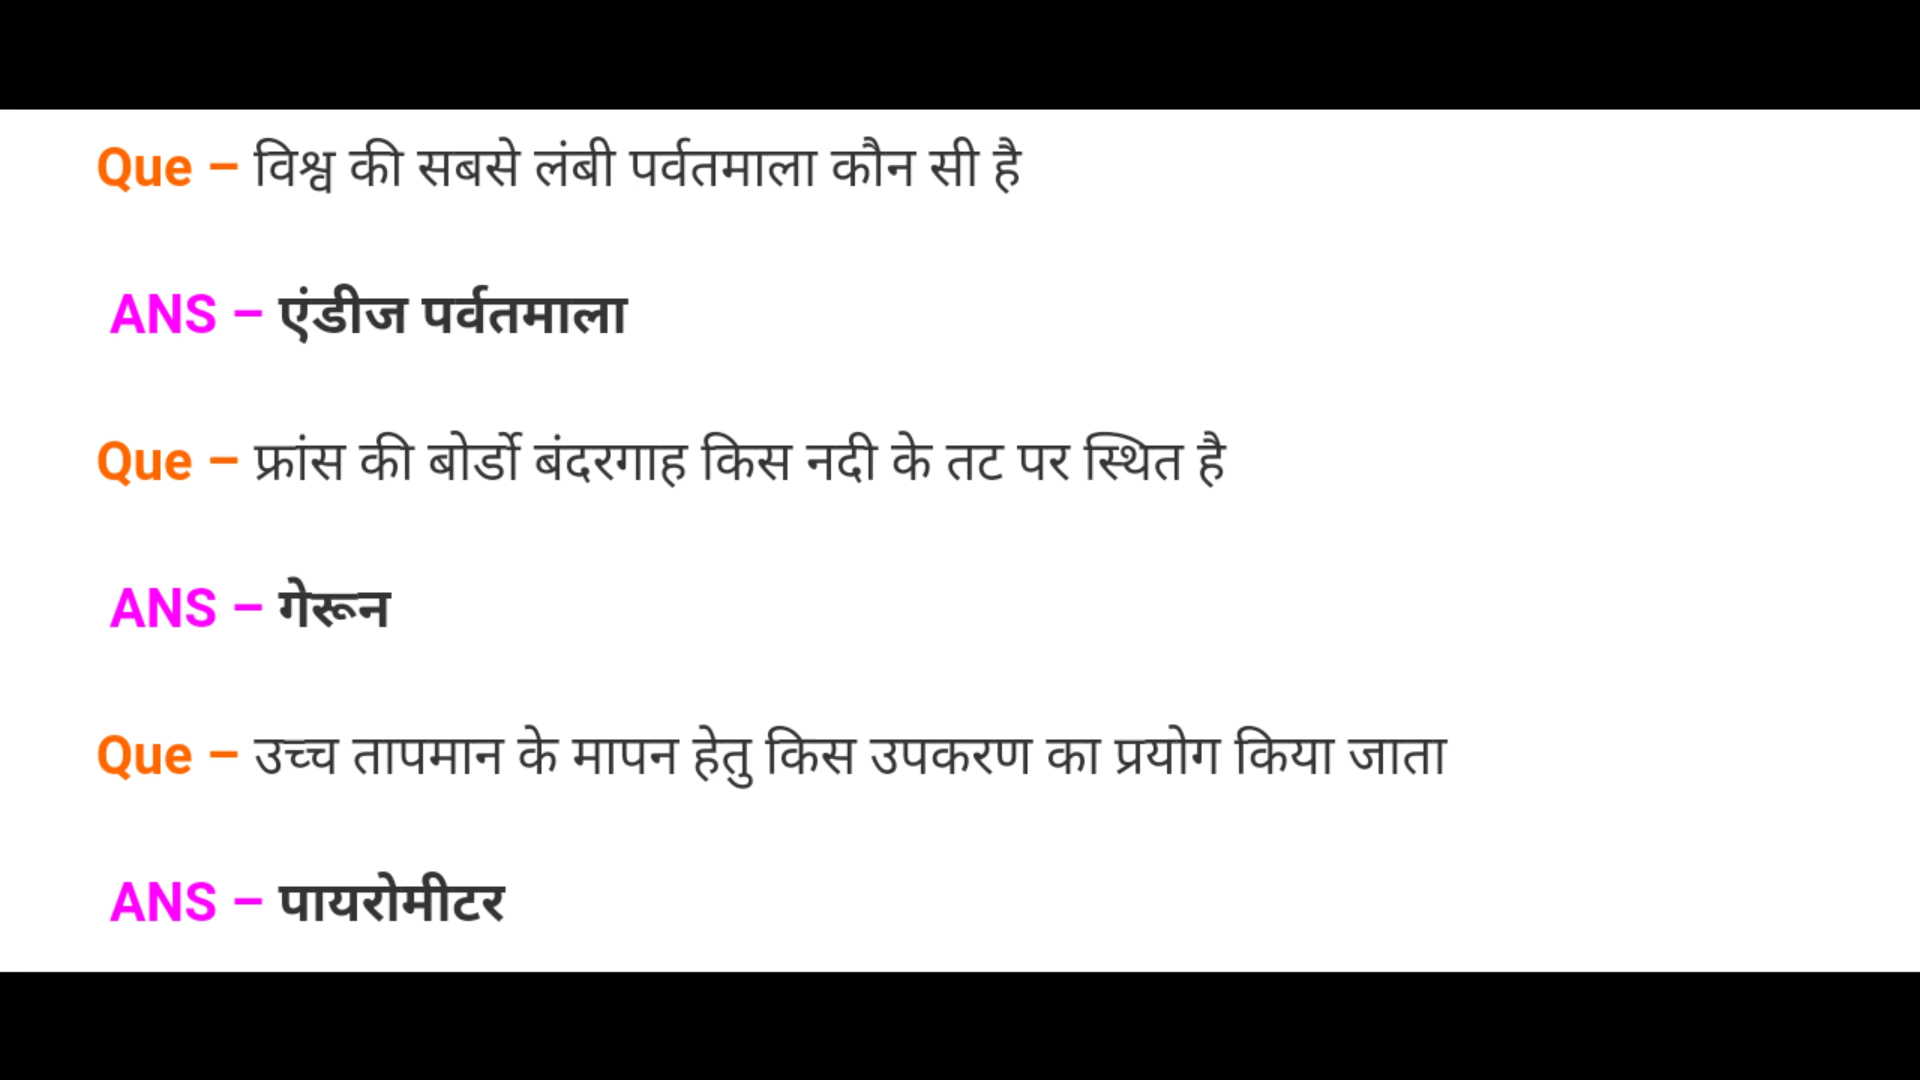 Que – विश्व की सबसे लंबी पर्वतमाला कौन सी है
ANS – एंडीज पर्वतमाला
Que – फ्रांस की बोर्डो बंदरगाह किस नदी के तट पर स्थित है
ANS – गेरून
Que – उच्च तापमान के मापन हेतु किस उपकरण का प्रयोग किया जाता
ANS – पायरोमीटर